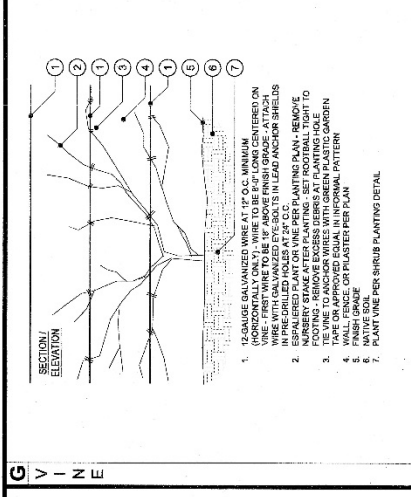 G
VINE
SECTION /
ELEVATION
1
2
1
3
4
1
5
6
7
1. 12-GAUGE GALVANIZED WIRE AT 12" O.C. MINIMUM
(HORIZONTALLY ONLY) - WIRE TO BE 8'-0" LONG CENTERED ON
VINE - FIRST WIRE TO BE 18" ABOVE FINISH GRADE - ATTACH
WIRE WITH GALVANIZED EYE-BOLTS IN LEAD ANCHOR SHIELDS
IN PRE-DRILLED HOLES AT 24" O.C.
2. ESPALIERED PLANT OR VINE PER PLANTING PLAN - REMOVE
NURSERY STAKE AFTER PLANTING - SET ROOTBALL TIGHT TO
FOOTING - REMOVE EXCESS DEBRIS AT PLANTING HOLE
3. TIE VINE TO ANCHOR WIRES WITH GREEN PLASTIC GARDEN
TAPE OR APPROVED EQUAL IN INFORMAL PATTERN
4. WALL, FENCE, OR PILASTER PER PLAN
5. FINISH GRADE
6. NATIVE SOIL
7. PLANT VINE PER SHRUB PLANTING DETAIL